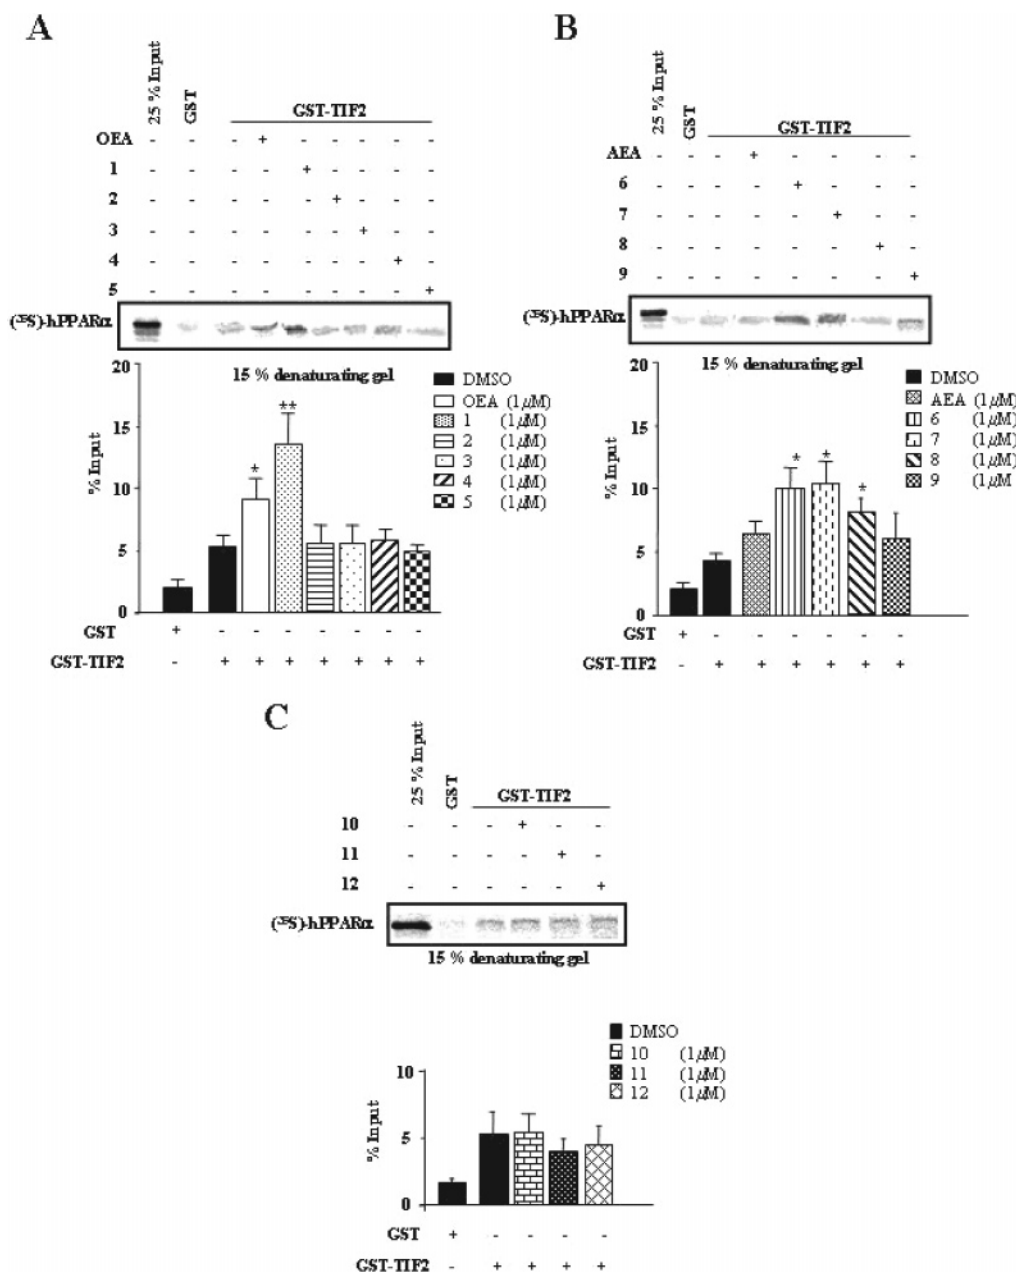 A
25 % Input
GST
GST-TIF2
OEA - - - + - - - - -
1 - - - - + - - - -
2 - - - - - + - - -
3 - - - - - - + - -
4 - - - - - - - + -
5 - - - - - - - - +
(³⁵S)-hPPARα
15 % denaturating gel
% Input
20
15
10
5
0
* **
DMSO
OEA (1μM)
1 (1μM)
2 (1μM)
3 (1μM)
4 (1μM)
5 (1μM)
GST + - - - - - - -
GST-TIF2 - + + + + + + +
B
25 % Input
GST
GST-TIF2
AEA - - - + - - - -
6 - - - - + - - -
7 - - - - - + - -
8 - - - - - - + -
9 - - - - - - - +
(³⁵S)-hPPARα
15 % denaturating gel
% Input
20
15
10
5
0
* * *
DMSO
AEA (1μM)
6 (1μM)
7 (1μM)
8 (1μM)
9 (1μM
GST + - - - - - -
GST-TIF2 - + + + + + +
C
25 % Input
GST
GST-TIF2
10 - - - + - -
11 - - - - + -
12 - - - - - +
(³⁵S)-hPPARα
15 % denaturating gel
% Input
10
5
0
DMSO
10 (1μM)
11 (1μM)
12 (1μM)
GST + - - - -
GST-TIF2 - + + + +